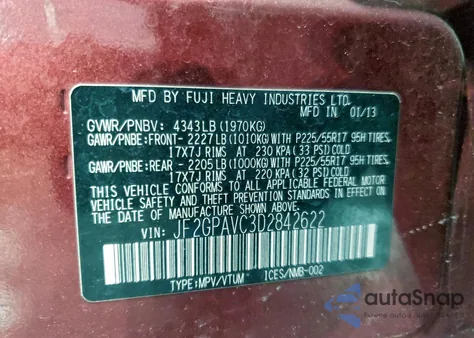 MFD BY FUJI HEAVY INDUSTRIES LTD.
MFD IN 01/13
GVWR/PNBV: 4343LB (1970KG)
GAWR/PNBE:FRONT- 2227LB (1010KG) WITH P225/55R17 95H TIRES,
17X7J RIMS AT 230 KPA (33 PSI) COLD
GAWR/PNBE:REAR - 2205LB (1000KG) WITH P225/55R17 95H TIRES,
17X7J RIMS AT 220 KPA (32 PSI) COLD
THIS VEHICLE CONFORMS TO ALL APPLICABLE
FEDERAL MOTOR VEHICLE SAFETY STANDARDS
IN EFFECT ON THE DATE OF MANUFACTURE
SHOWN ABOVE.
VIN: JF2GPAVC3D2842622
TYPE:MPV/VTUM ICES/NMB-002
autoSnap